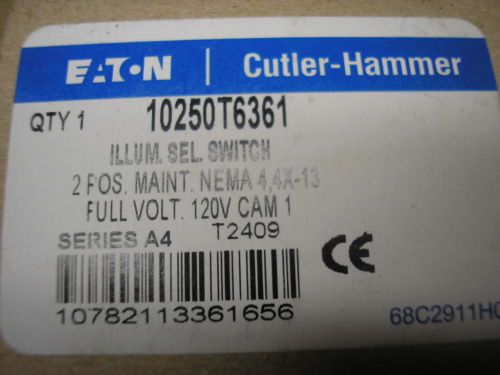 EATON | Cutler-Hammer
QTY 1 10250T6361
ILLUM. SEL. SWITCH
2 POS. MAINT. NEMA 4,4X-13
FULL VOLT. 120V CAM 1
SERIES A4 T2409
CE
10782113361656
68C2911H0